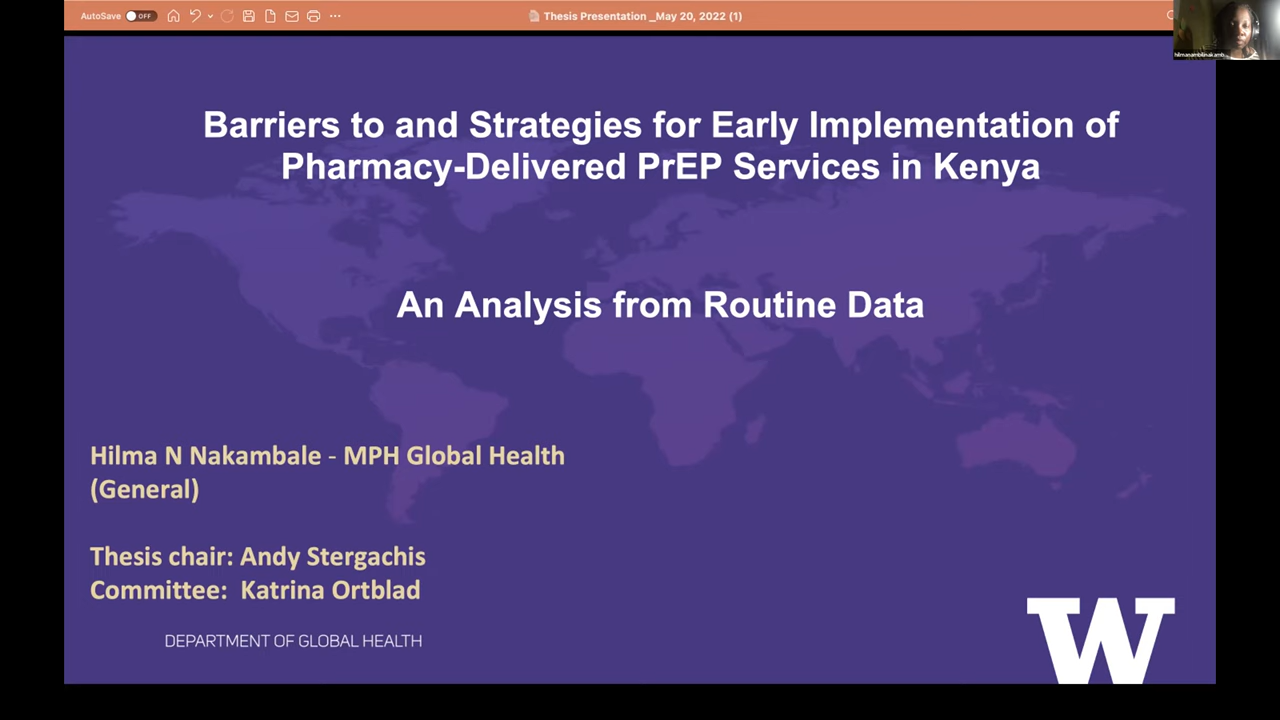 AutoSave OFF
Thesis Presentation _May 20, 2022 (1)
Barriers to and Strategies for Early Implementation of
Pharmacy-Delivered PrEP Services in Kenya
An Analysis from Routine Data
Hilma N Nakambale - MPH Global Health
(General)
Thesis chair: Andy Stergachis
Committee: Katrina Ortblad
DEPARTMENT OF GLOBAL HEALTH
W